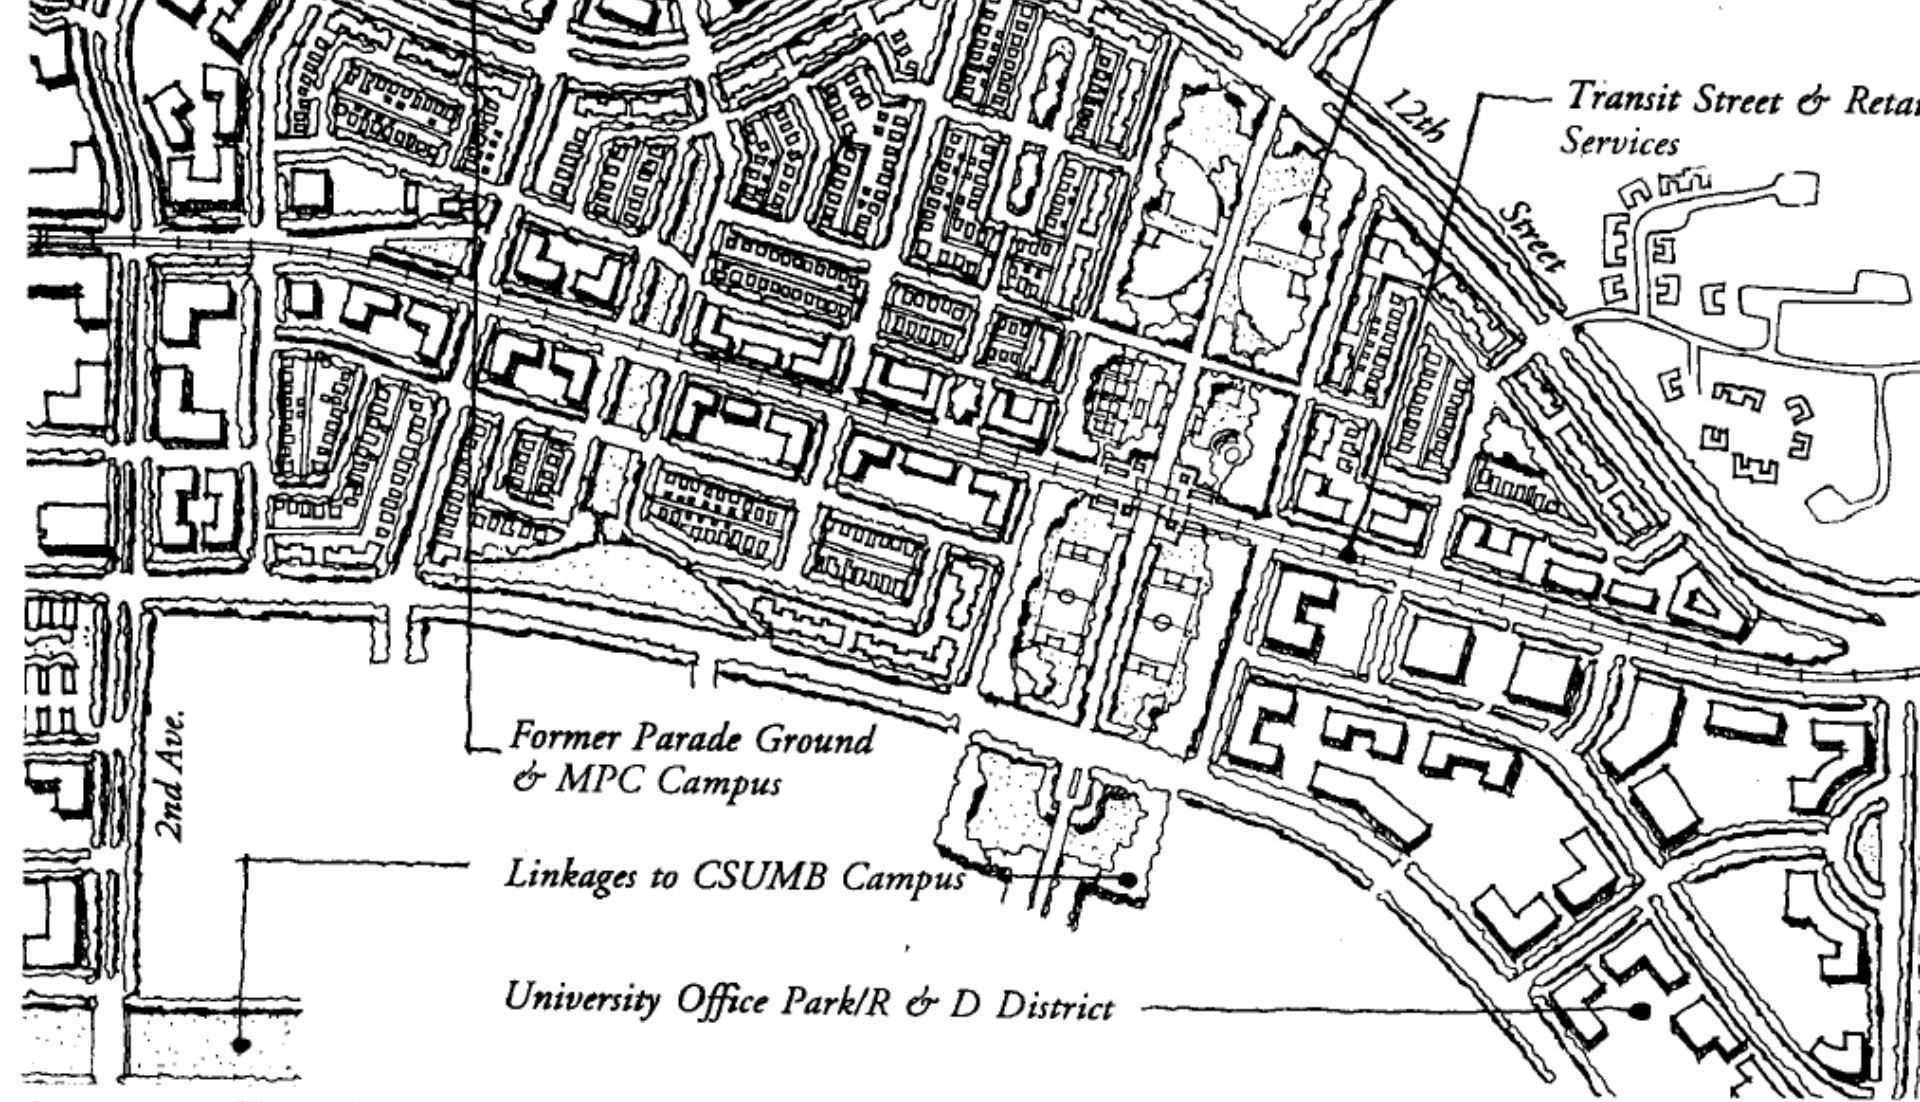 12th
Street
Transit Street & Retai
Services
Former Parade Ground
& MPC Campus
2nd Ave.
Linkages to CSUMB Campus
University Office Park/R & D District